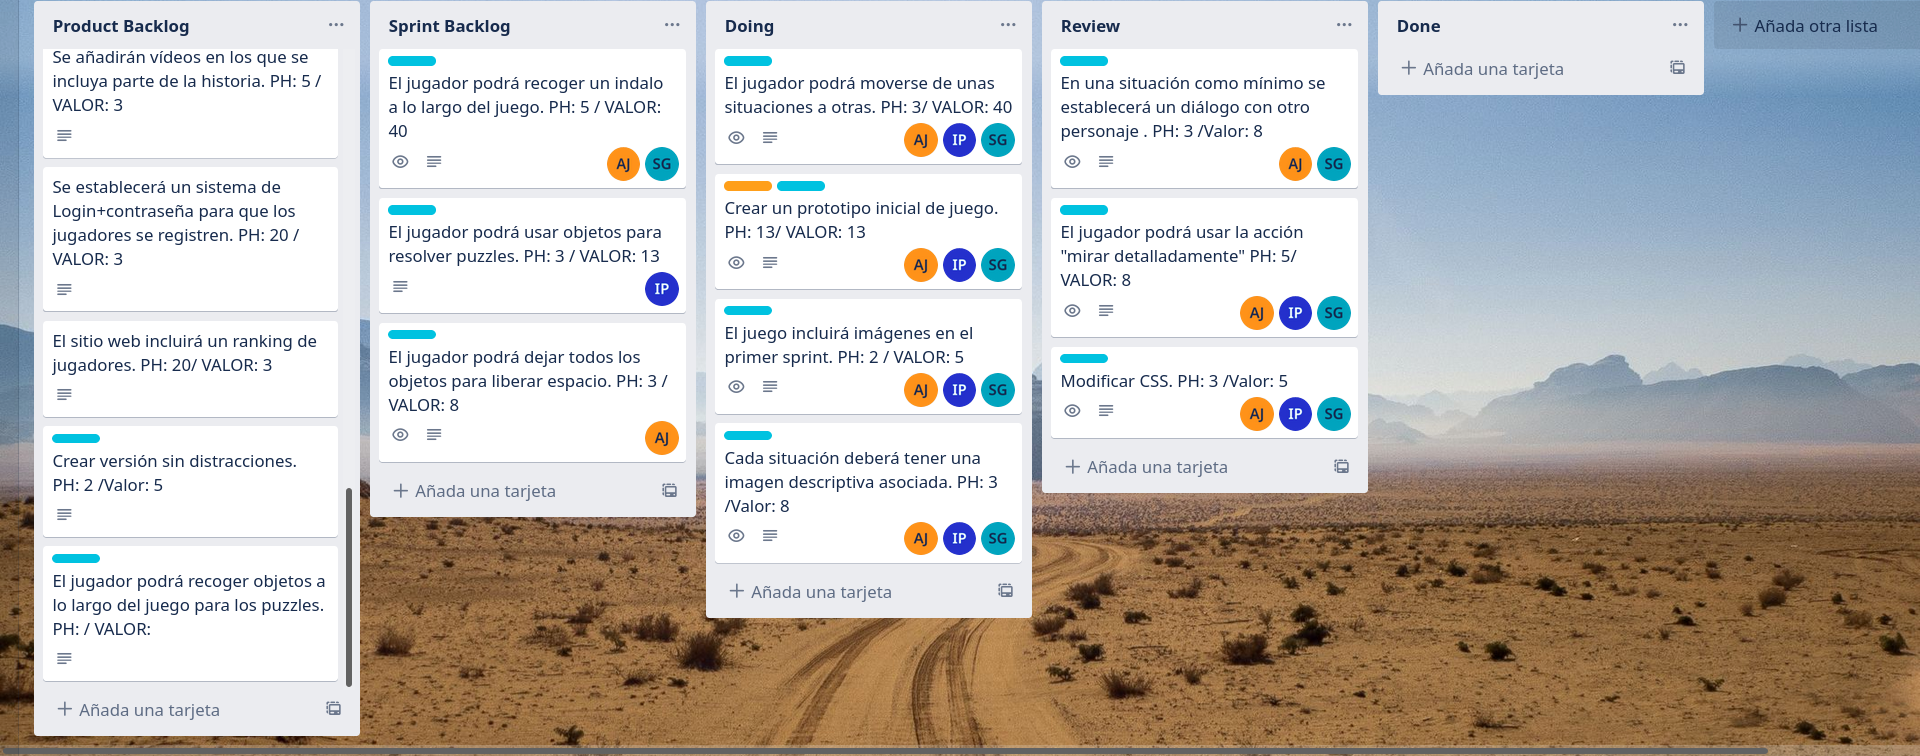 Product Backlog
Se añadirán vídeos en los que se
incluya parte de la historia. PH: 5 /
VALOR: 3
Se establecerá un sistema de
Login+contraseña para que los
jugadores se registren. PH: 20 /
VALOR: 3
El sitio web incluirá un ranking de
jugadores. PH: 20/ VALOR: 3
Crear versión sin distracciones.
PH: 2 /Valor: 5
El jugador podrá recoger objetos a
lo largo del juego para los puzzles.
PH: / VALOR:
Añada una tarjeta
Sprint Backlog
El jugador podrá recoger un indalo
a lo largo del juego. PH: 5 / VALOR:
40
AJ SG
El jugador podrá usar objetos para
resolver puzzles. PH: 3 / VALOR: 13
IP
El jugador podrá dejar todos los
objetos para liberar espacio. PH: 3 /
VALOR: 8
AJ
Añada una tarjeta
Doing
El jugador podrá moverse de unas
situaciones a otras. PH: 3/ VALOR: 40
AJ IP SG
Crear un prototipo inicial de juego.
PH: 13/ VALOR: 13
AJ IP SG
El juego incluirá imágenes en el
primer sprint. PH: 2 / VALOR: 5
AJ IP SG
Cada situación deberá tener una
imagen descriptiva asociada. PH: 3
/Valor: 8
AJ IP SG
Añada una tarjeta
Review
En una situación como mínimo se
establecerá un diálogo con otro
personaje . PH: 3 /Valor: 8
AJ SG
El jugador podrá usar la acción
"mirar detalladamente" PH: 5/
VALOR: 8
AJ IP SG
Modificar CSS. PH: 3 /Valor: 5
AJ IP SG
Añada una tarjeta
Done
Añada una tarjeta
Añada otra lista